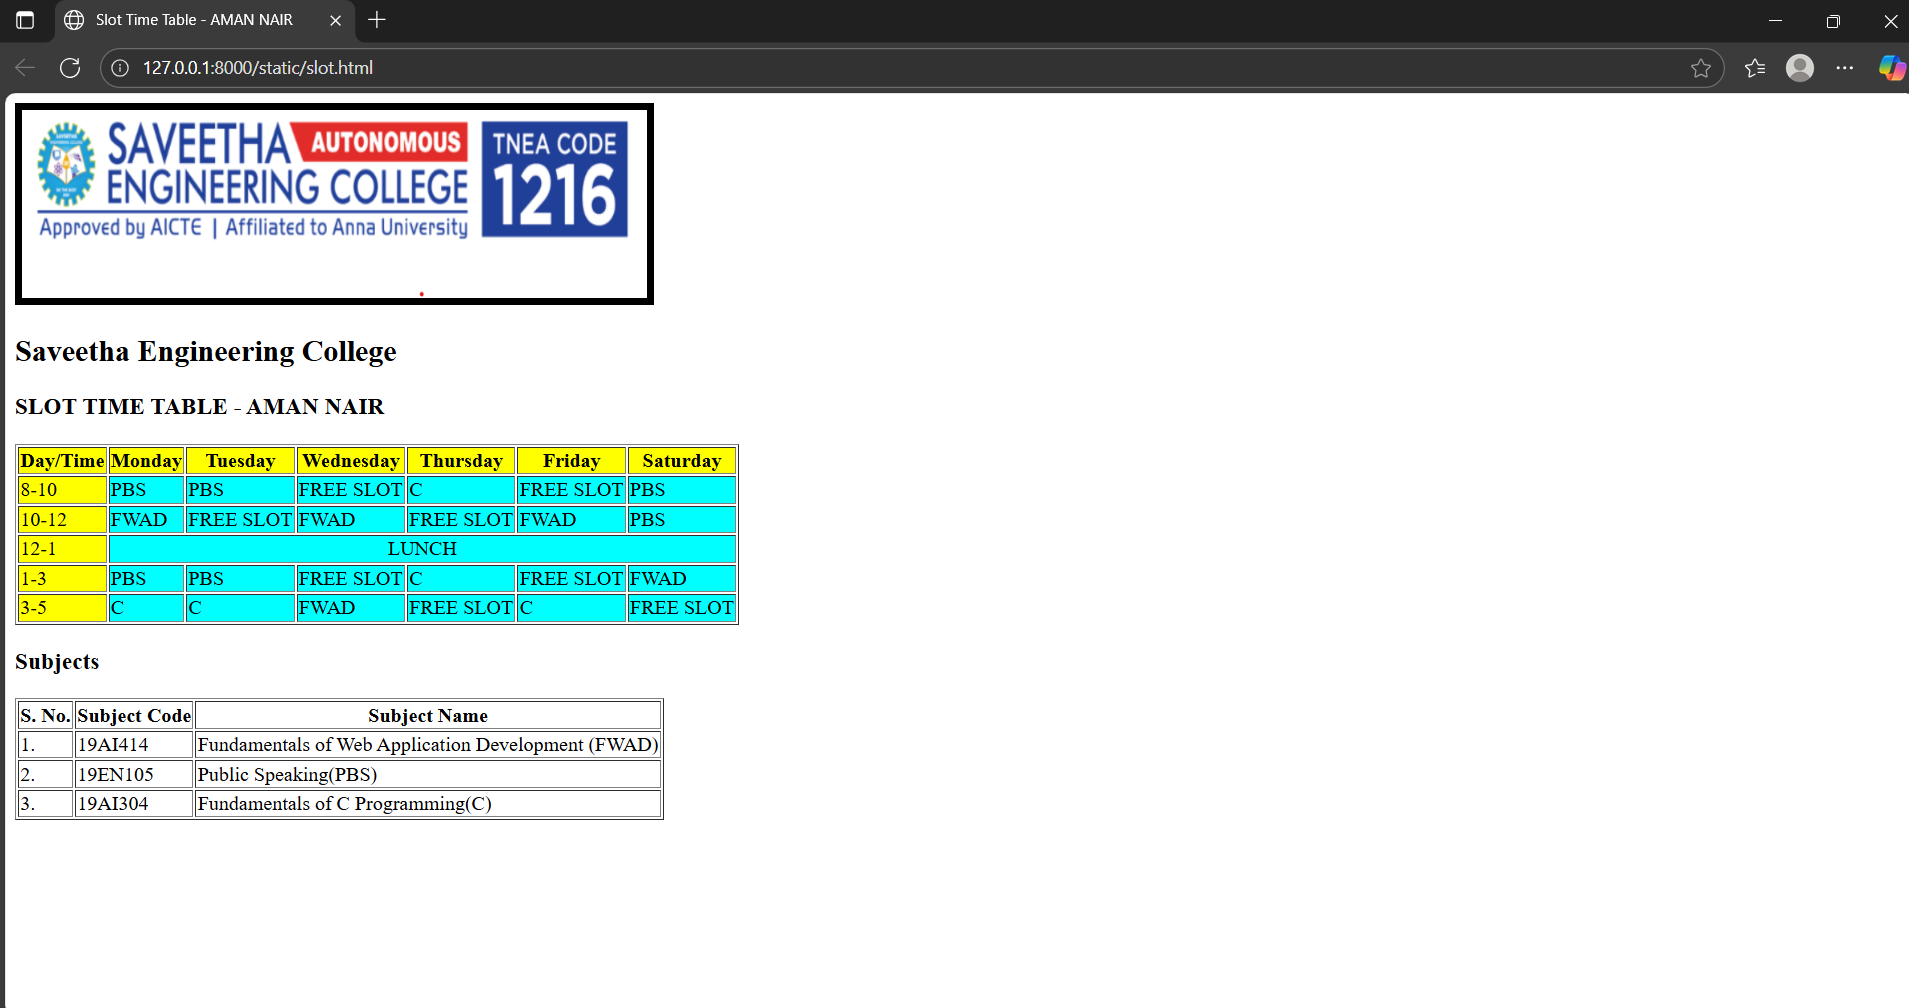 Slot Time Table - AMAN NAIR
127.0.0.1:8000/static/slot.html
SAVEETHA AUTONOMOUS
ENGINEERING COLLEGE
Approved by AICTE | Affiliated to Anna University
TNEA CODE
1216
Saveetha Engineering College
SLOT TIME TABLE - AMAN NAIR
Day/Time Monday Tuesday Wednesday Thursday Friday Saturday
8-10 PBS PBS FREE SLOT C FREE SLOT PBS
10-12 FWAD FREE SLOT FWAD FREE SLOT FWAD PBS
12-1 LUNCH
1-3 PBS PBS FREE SLOT C FREE SLOT FWAD
3-5 C C FWAD FREE SLOT C FREE SLOT
Subjects
S. No. Subject Code Subject Name
1. 19AI414 Fundamentals of Web Application Development (FWAD)
2. 19EN105 Public Speaking(PBS)
3. 19AI304 Fundamentals of C Programming(C)